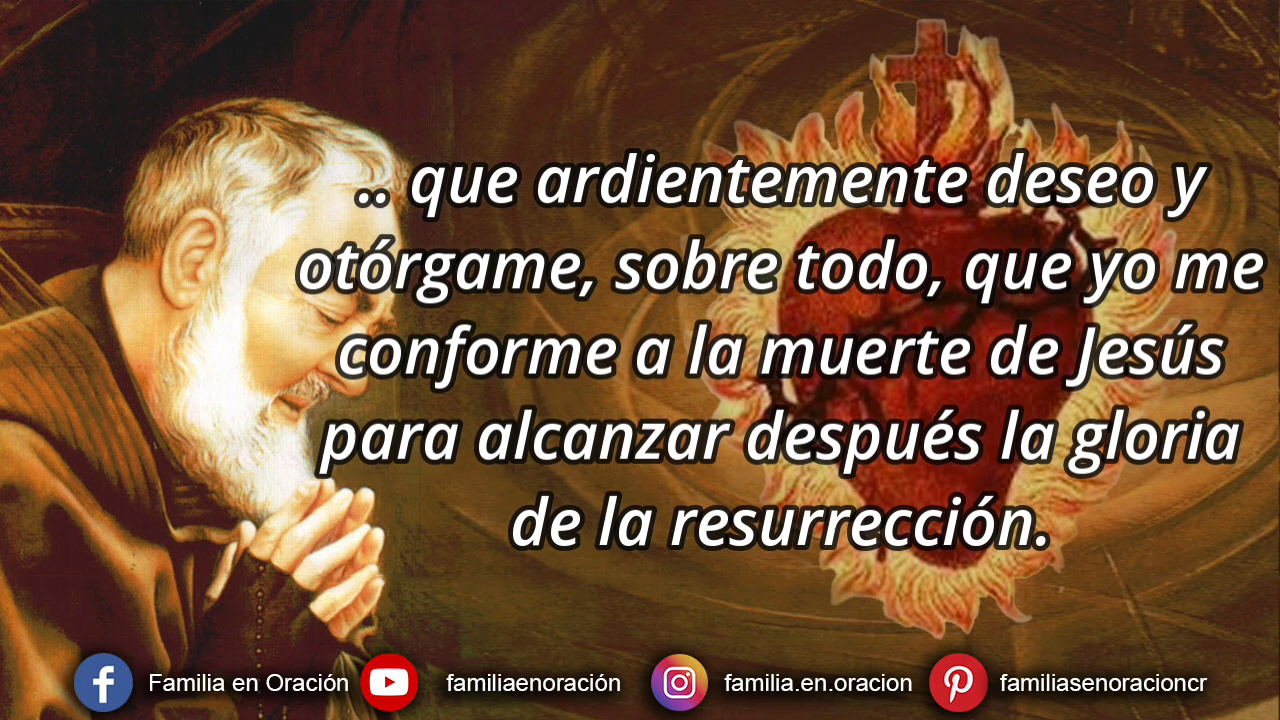 .. que ardientemente deseo y
otórgame, sobre todo, que yo me
conforme a la muerte de Jesús
para alcanzar después la gloria
de la resurrección.
Familia en Oración familiaenoración familia.en.oracion familiasenoracioncr